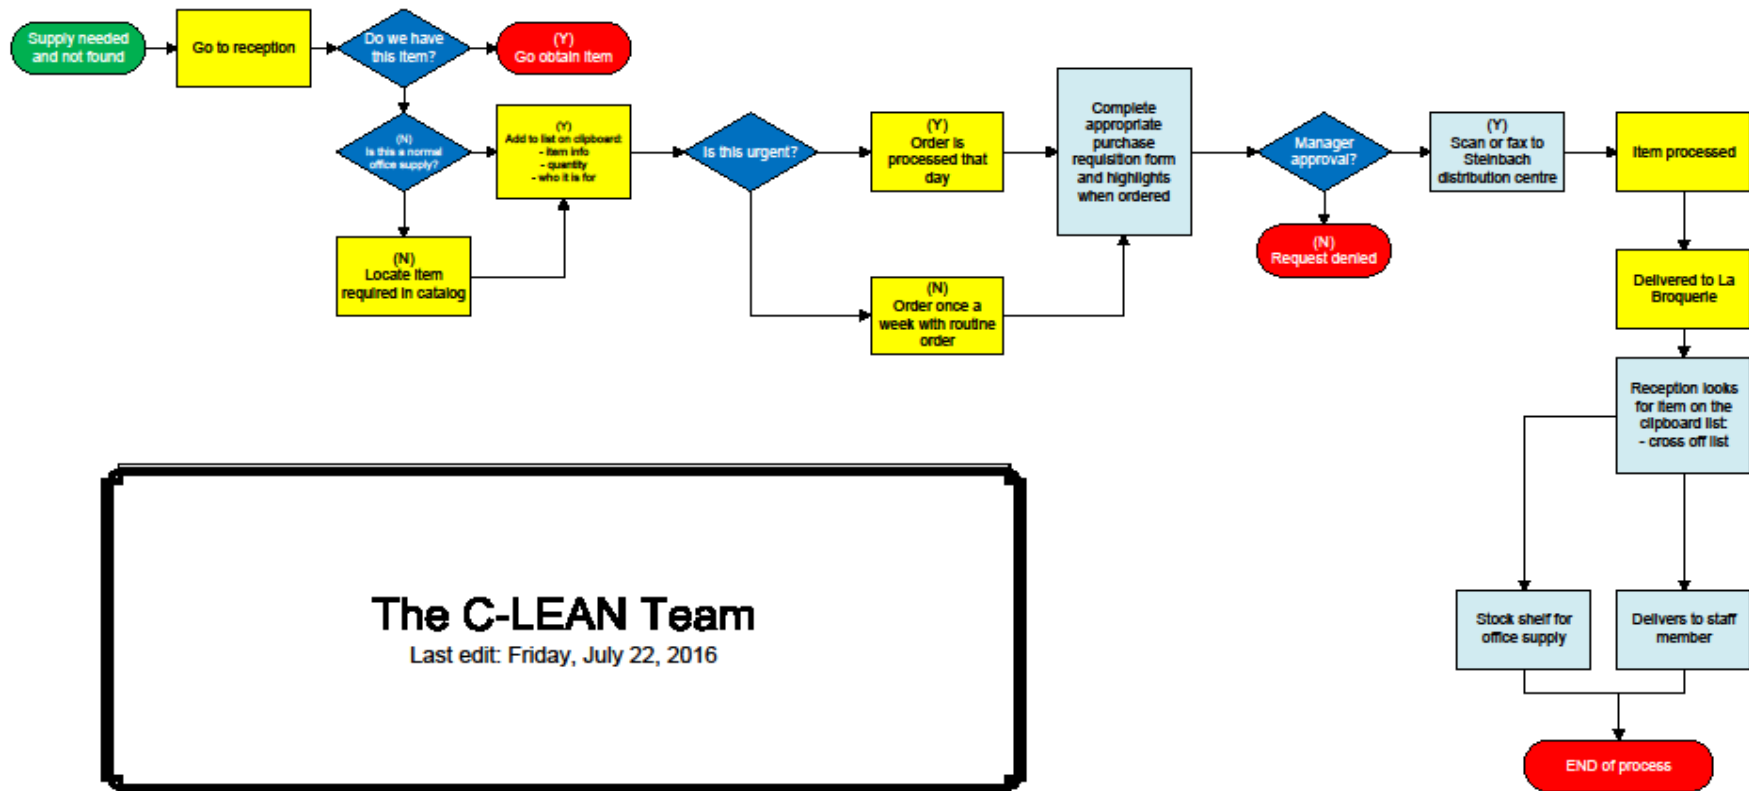 Supply needed
and not found
Go to reception
Do we have
this item?
(Y)
Go obtain item
(N)
Is this a normal
office supply?
(Y)
Add to list on clipboard:
- item info
- quantity
- who it is for
(N)
Locate item
required in catalog
Is this urgent?
(Y)
Order is
processed that
day
(N)
Order once a
week with routine
order
Complete
appropriate
purchase
requisition form
and highlights
when ordered
Manager
approval?
(N)
Request denied
(Y)
Scan or fax to
Steinbach
distribution centre
Item processed
Delivered to La
Broquerie
Reception looks
for item on the
clipboard list:
- cross off list
Stock shelf for
office supply
Delivers to staff
member
END of process
The C-LEAN Team
Last edit: Friday, July 22, 2016